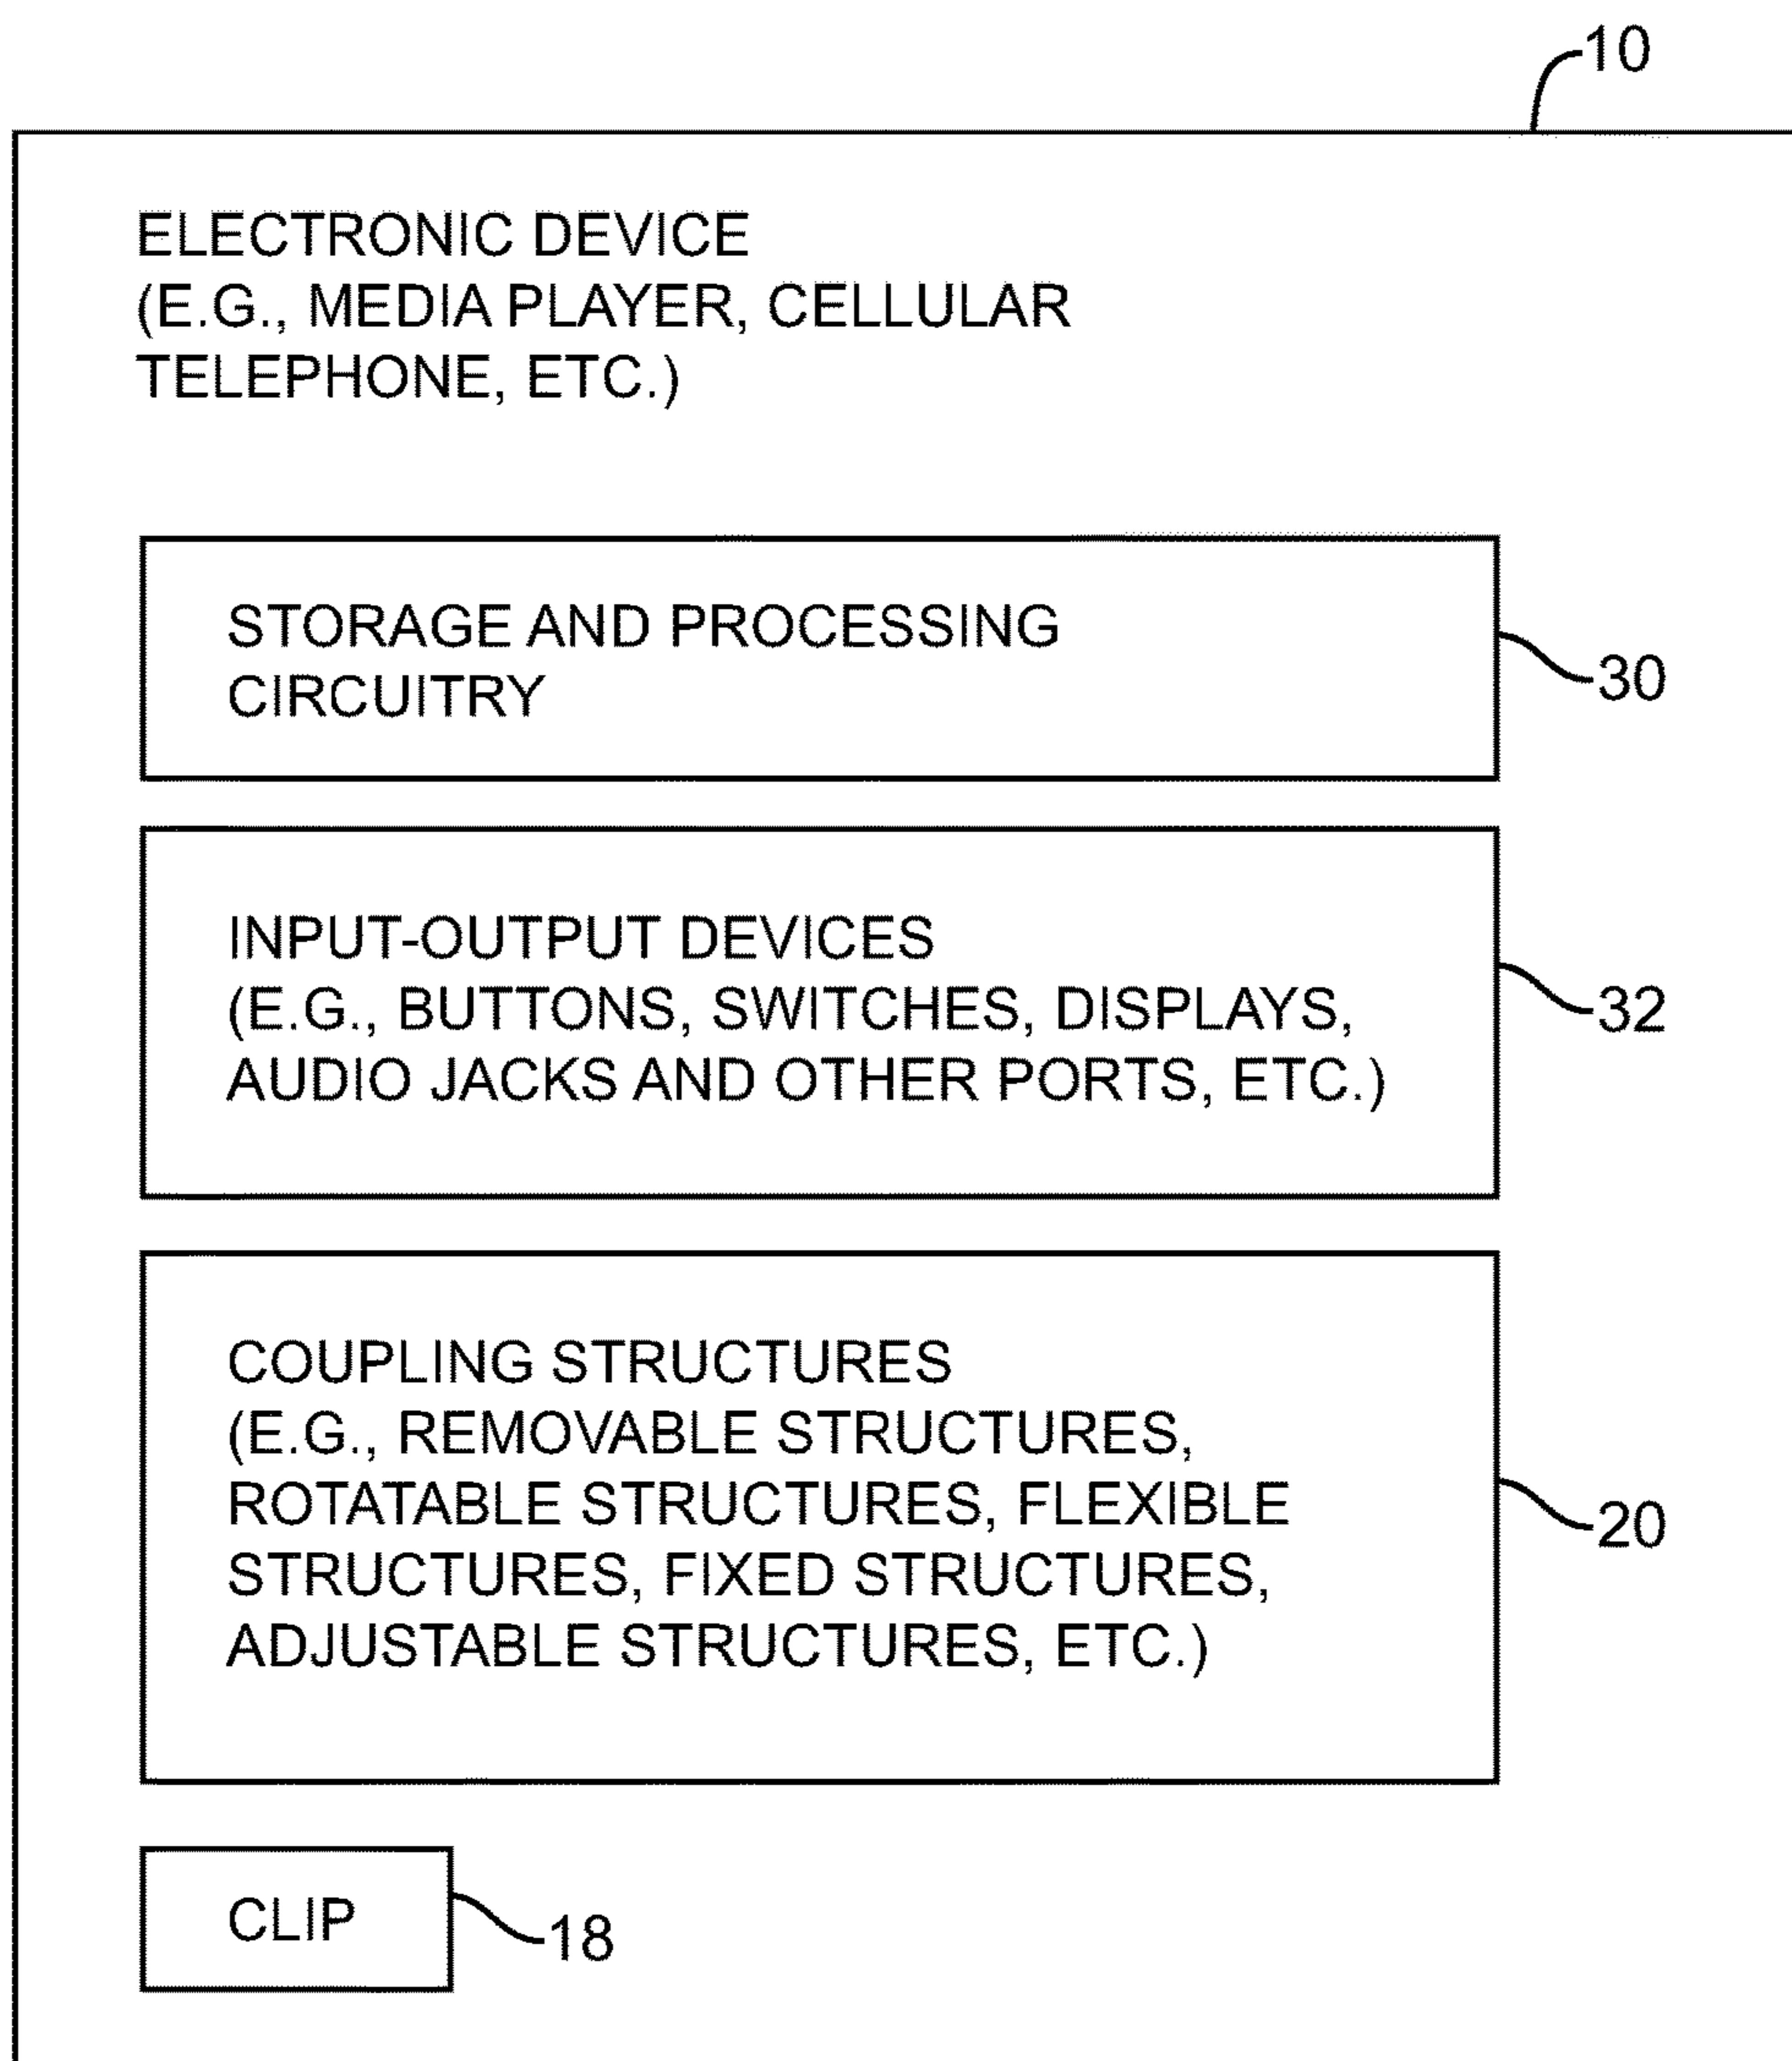 10
ELECTRONIC DEVICE
(E.G., MEDIA PLAYER, CELLULAR
TELEPHONE, ETC.)
STORAGE AND PROCESSING
CIRCUITRY
30
INPUT-OUTPUT DEVICES
(E.G., BUTTONS, SWITCHES, DISPLAYS,
AUDIO JACKS AND OTHER PORTS, ETC.)
32
COUPLING STRUCTURES
(E.G., REMOVABLE STRUCTURES,
ROTATABLE STRUCTURES, FLEXIBLE
STRUCTURES, FIXED STRUCTURES,
ADJUSTABLE STRUCTURES, ETC.)
20
CLIP
18